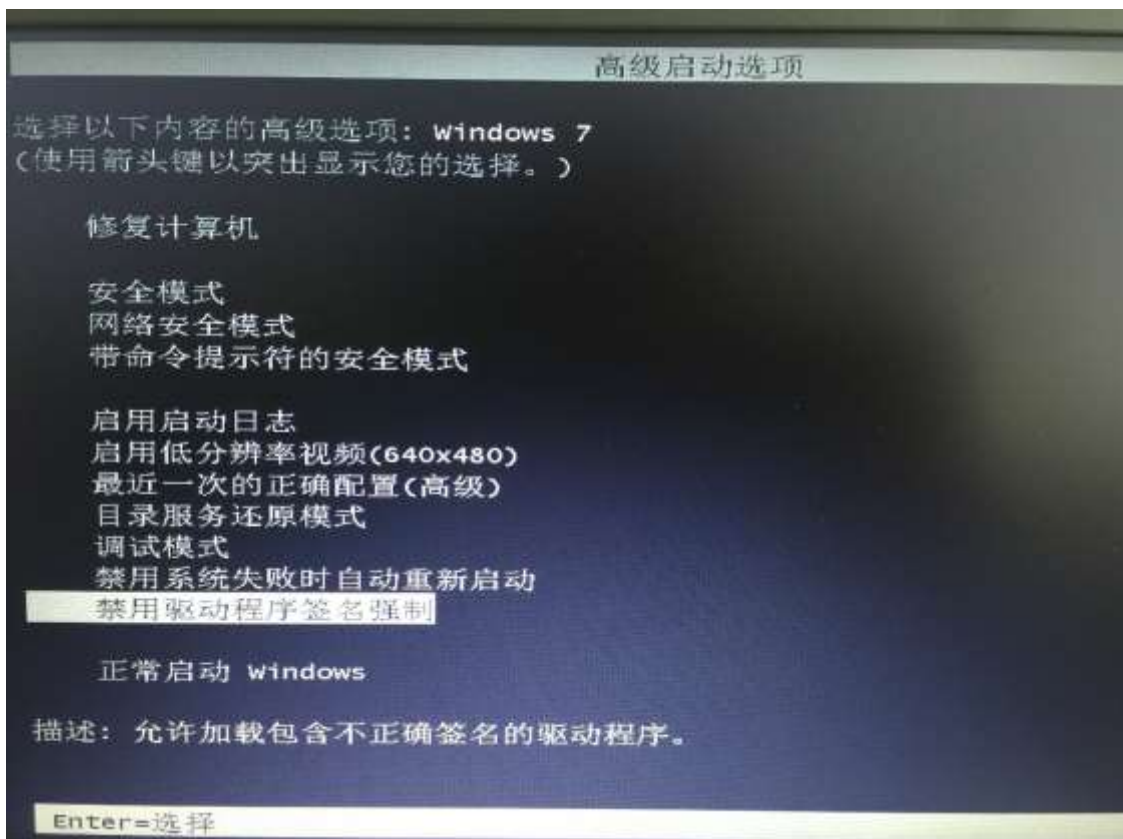 高级启动选项
选择以下内容的高级选项: Windows 7
(使用箭头键以突出显示您的选择。)
修复计算机
安全模式
网络安全模式
带命令提示符的安全模式
启用启动日志
启用低分辨率视频(640x480)
最近一次的正确配置(高级)
目录服务还原模式
调试模式
禁用系统失败时自动重新启动
禁用驱动程序签名强制
正常启动 Windows
描述: 允许加载包含不正确签名的驱动程序。
Enter=选择